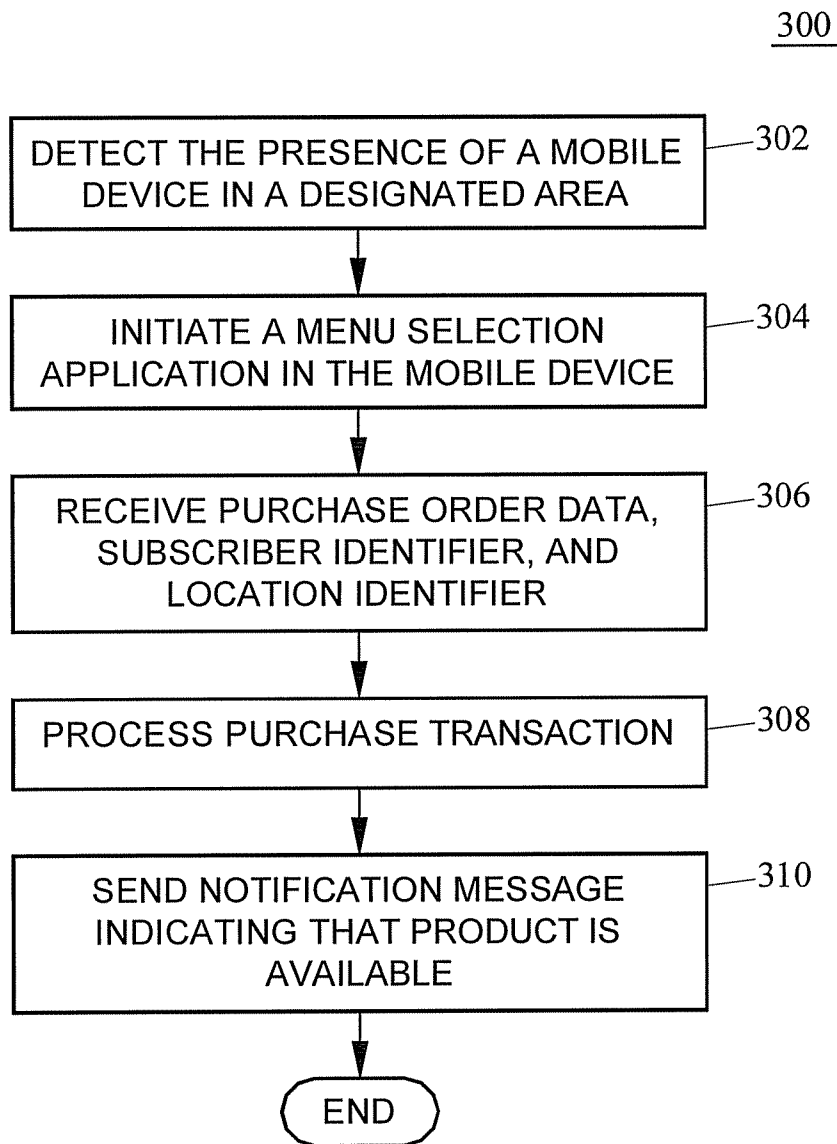 300
DETECT THE PRESENCE OF A MOBILE
DEVICE IN A DESIGNATED AREA
302
INITIATE A MENU SELECTION
APPLICATION IN THE MOBILE DEVICE
304
RECEIVE PURCHASE ORDER DATA,
SUBSCRIBER IDENTIFIER, AND
LOCATION IDENTIFIER
306
PROCESS PURCHASE TRANSACTION
308
SEND NOTIFICATION MESSAGE
INDICATING THAT PRODUCT IS
AVAILABLE
310
END